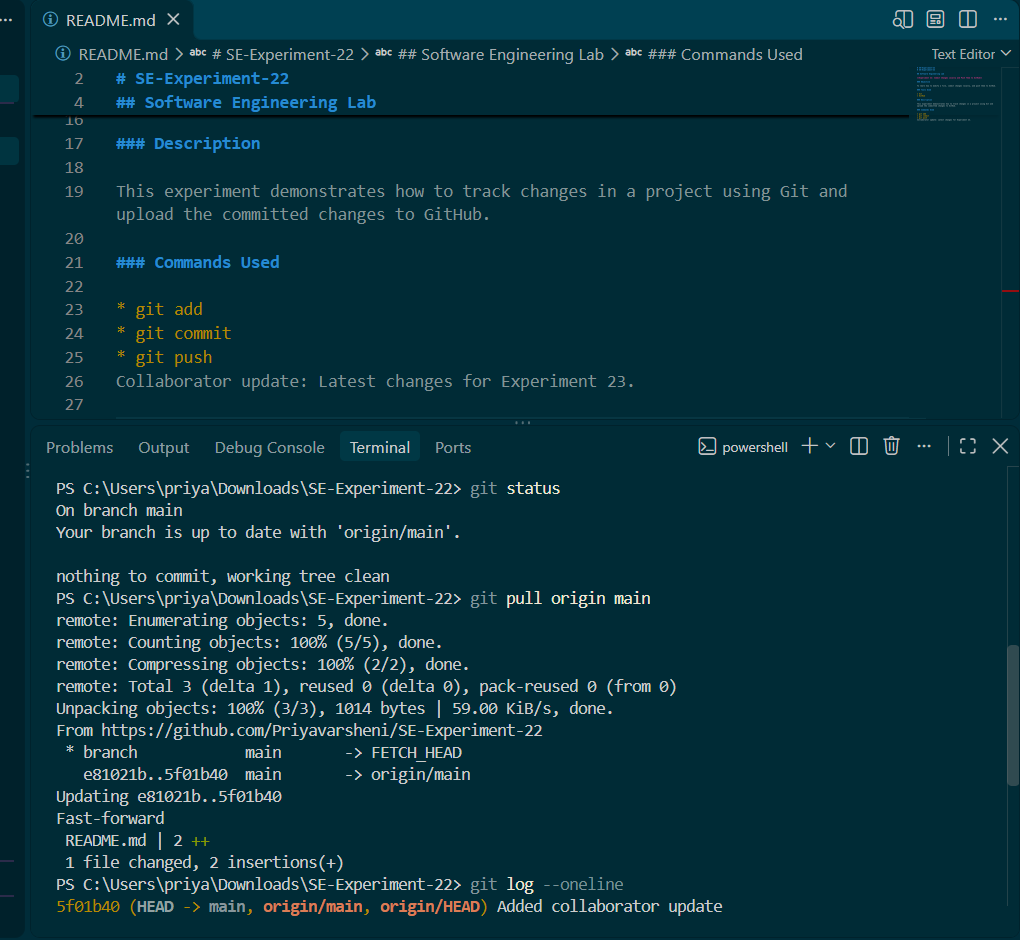 README.md
README.md > abc # SE-Experiment-22 > abc ## Software Engineering Lab > abc ### Commands Used
Text Editor
2 # SE-Experiment-22
4 ## Software Engineering Lab
16
17 ### Description
18
19 This experiment demonstrates how to track changes in a project using Git and
upload the committed changes to GitHub.
20
21 ### Commands Used
22
23 * git add
24 * git commit
25 * git push
26 Collaborator update: Latest changes for Experiment 23.
27
Problems Output Debug Console Terminal Ports
powershell
PS C:\Users\priya\Downloads\SE-Experiment-22> git status
On branch main
Your branch is up to date with 'origin/main'.
nothing to commit, working tree clean
PS C:\Users\priya\Downloads\SE-Experiment-22> git pull origin main
remote: Enumerating objects: 5, done.
remote: Counting objects: 100% (5/5), done.
remote: Compressing objects: 100% (2/2), done.
remote: Total 3 (delta 1), reused 0 (delta 0), pack-reused 0 (from 0)
Unpacking objects: 100% (3/3), 1014 bytes | 59.00 KiB/s, done.
From https://github.com/Priyavarsheni/SE-Experiment-22
* branch main -> FETCH_HEAD
e81021b..5f01b40 main -> origin/main
Updating e81021b..5f01b40
Fast-forward
README.md | 2 ++
1 file changed, 2 insertions(+)
PS C:\Users\priya\Downloads\SE-Experiment-22> git log --oneline
5f01b40 (HEAD -> main, origin/main, origin/HEAD) Added collaborator update